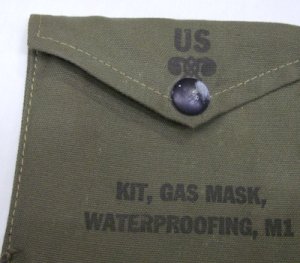 US
KIT, GAS MASK,
WATERPROOFING, M1